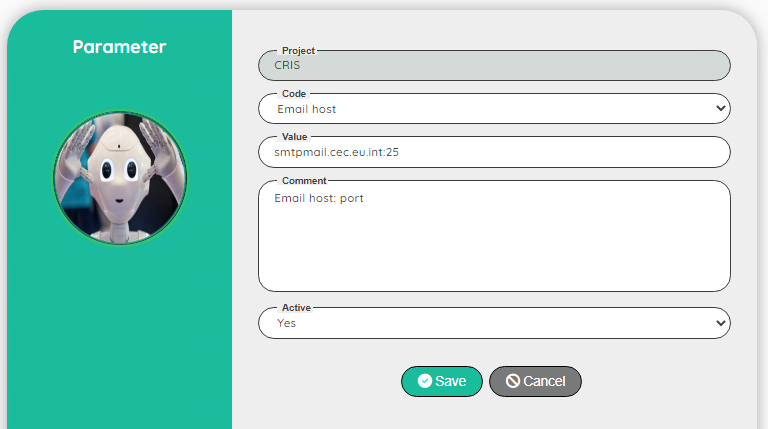 Parameter
Project
CRIS
Code
Email host
Value
smtpmail.cec.eu.int:25
Comment
Email host: port
Active
Yes
Save
Cancel